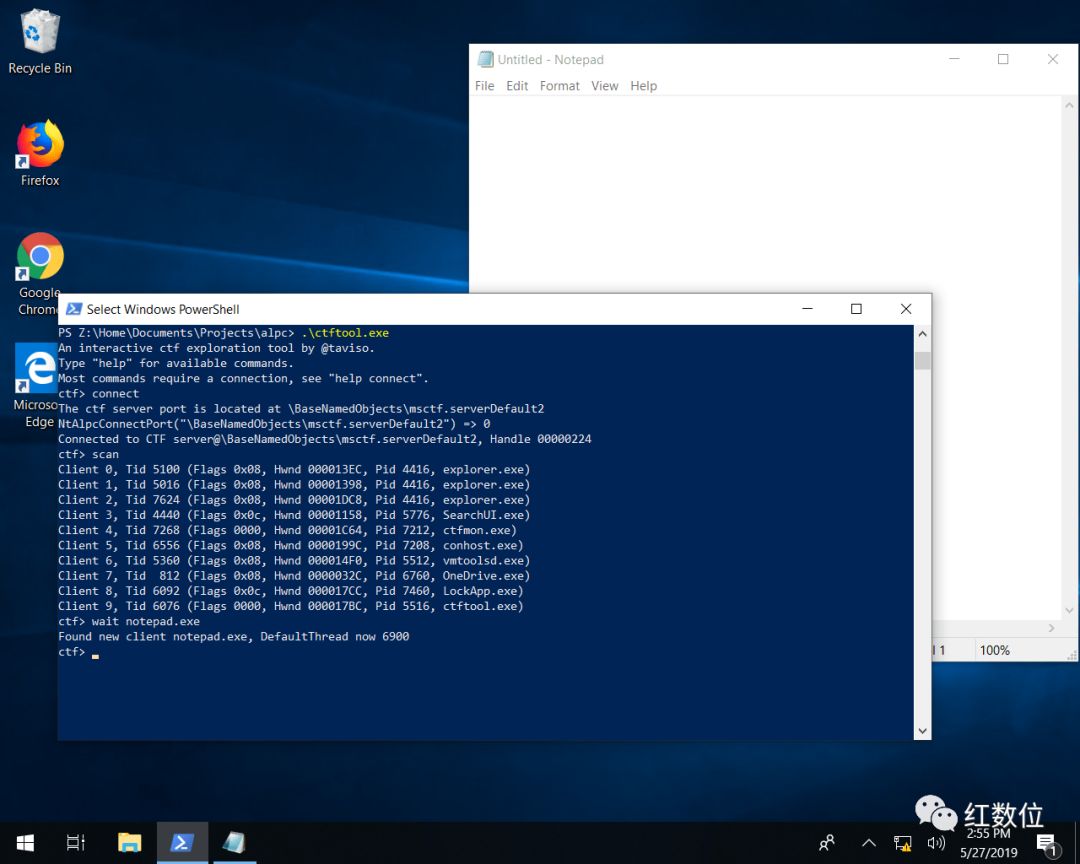 Recycle Bin
Firefox
Google
Chrom
Microso
Edge
Untitled - Notepad
File Edit Format View Help
Select Windows PowerShell
PS Z:\Home\Documents\Projects\alpc> .\ctftool.exe
An interactive ctf exploration tool by @taviso.
Type "help" for available commands.
Most commands require a connection, see "help connect".
ctf> connect
The ctf server port is located at \BaseNamedObjects\msctf.serverDefault2
NtAlpcConnectPort("\BaseNamedObjects\msctf.serverDefault2") => 0
Connected to CTF server@\BaseNamedObjects\msctf.serverDefault2, Handle 00000224
ctf> scan
Client 0, Tid 5100 (Flags 0x08, Hwnd 000013EC, Pid 4416, explorer.exe)
Client 1, Tid 5016 (Flags 0x08, Hwnd 00001398, Pid 4416, explorer.exe)
Client 2, Tid 7624 (Flags 0x08, Hwnd 00001DC8, Pid 4416, explorer.exe)
Client 3, Tid 4440 (Flags 0x0c, Hwnd 00001158, Pid 5776, SearchUI.exe)
Client 4, Tid 7268 (Flags 0000, Hwnd 00001C64, Pid 7212, ctfmon.exe)
Client 5, Tid 6556 (Flags 0x08, Hwnd 0000199C, Pid 7208, conhost.exe)
Client 6, Tid 5360 (Flags 0x08, Hwnd 000014F0, Pid 5512, vmtoolsd.exe)
Client 7, Tid  812 (Flags 0x08, Hwnd 0000032C, Pid 6760, OneDrive.exe)
Client 8, Tid 6092 (Flags 0x0c, Hwnd 000017CC, Pid 7460, LockApp.exe)
Client 9, Tid 6076 (Flags 0000, Hwnd 000017BC, Pid 5516, ctftool.exe)
ctf> wait notepad.exe
Found new client notepad.exe, DefaultThread now 6900
ctf>
l 1 100%
红数位
2:55 PM
5/27/2019
1